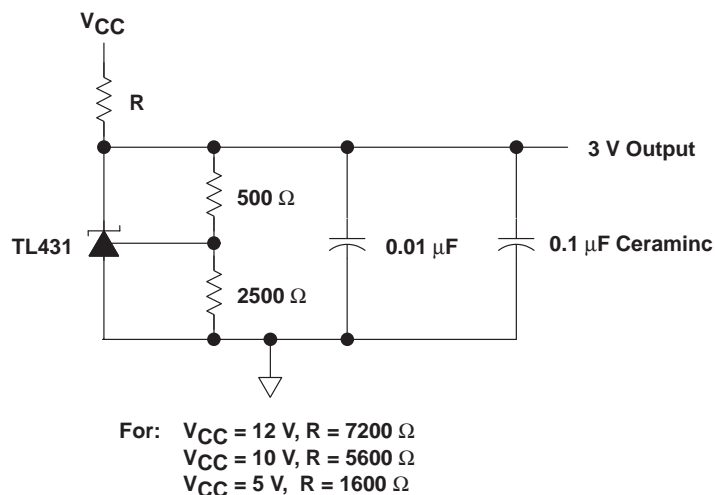 VCC
R
3 V Output
500 Ω
TL431
0.01 μF
0.1 μF Ceraminc
2500 Ω
For: VCC = 12 V, R = 7200 Ω
VCC = 10 V, R = 5600 Ω
VCC = 5 V, R = 1600 Ω